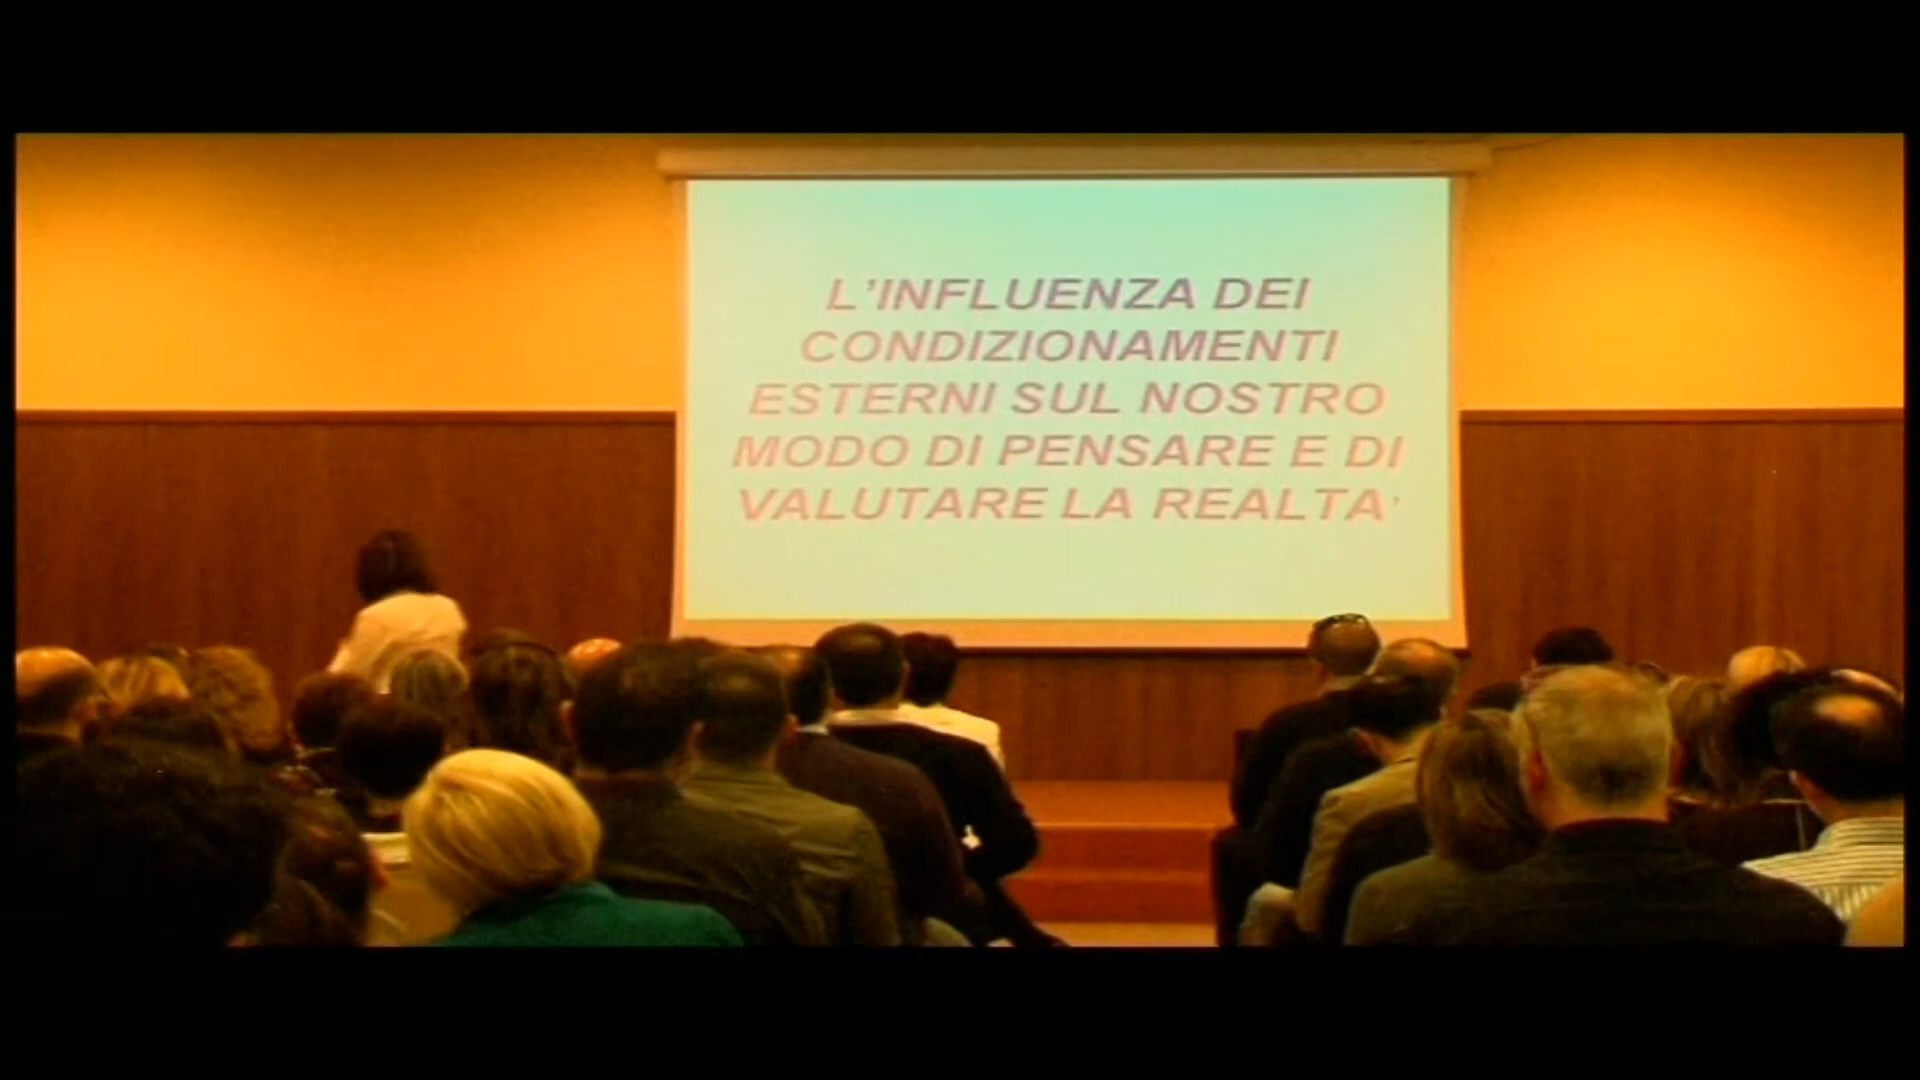 L'INFLUENZA DEI
CONDIZIONAMENTI
ESTERNI SUL NOSTRO
MODO DI PENSARE E DI
VALUTARE LA REALTA'